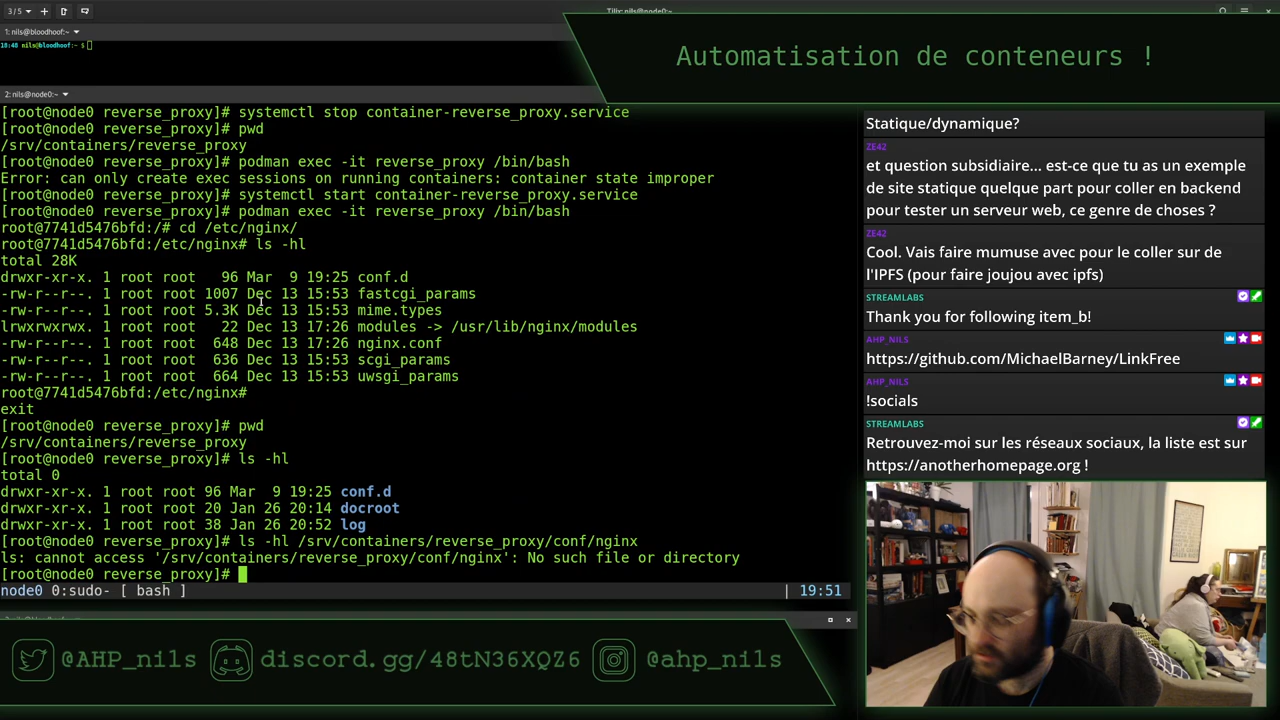 3 / 5
Tilix: nils@node0:~
1: nils@bloodhoof:~
18:48 nils@bloodhoof:~ $
Automatisation de conteneurs !
2: nils@node0:~
[root@node0 reverse_proxy]# systemctl stop container-reverse_proxy.service
[root@node0 reverse_proxy]# pwd
/srv/containers/reverse_proxy
[root@node0 reverse_proxy]# podman exec -it reverse_proxy /bin/bash
Error: can only create exec sessions on running containers: container state improper
[root@node0 reverse_proxy]# systemctl start container-reverse_proxy.service
[root@node0 reverse_proxy]# podman exec -it reverse_proxy /bin/bash
root@7741d5476bfd:/# cd /etc/nginx/
root@7741d5476bfd:/etc/nginx# ls -hl
total 28K
drwxr-xr-x. 1 root root   96 Mar  9 19:25 conf.d
-rw-r--r--. 1 root root 1007 Dec 13 15:53 fastcgi_params
-rw-r--r--. 1 root root 5.3K Dec 13 15:53 mime.types
lrwxrwxrwx. 1 root root   22 Dec 13 17:26 modules -> /usr/lib/nginx/modules
-rw-r--r--. 1 root root  648 Dec 13 17:26 nginx.conf
-rw-r--r--. 1 root root  636 Dec 13 15:53 scgi_params
-rw-r--r--. 1 root root  664 Dec 13 15:53 uwsgi_params
root@7741d5476bfd:/etc/nginx#
exit
[root@node0 reverse_proxy]# pwd
/srv/containers/reverse_proxy
[root@node0 reverse_proxy]# ls -hl
total 0
drwxr-xr-x. 1 root root 96 Mar  9 19:25 conf.d
drwxr-xr-x. 1 root root 20 Jan 26 20:14 docroot
drwxr-xr-x. 1 root root 38 Jan 26 20:52 log
[root@node0 reverse_proxy]# ls -hl /srv/containers/reverse_proxy/conf/nginx
ls: cannot access '/srv/containers/reverse_proxy/conf/nginx': No such file or directory
[root@node0 reverse_proxy]#
node0 0:sudo- [ bash ] | 19:51
Statique/dynamique?
ZE42
et question subsidiaire... est-ce que tu as un exemple
de site statique quelque part pour coller en backend
pour tester un serveur web, ce genre de choses ?
ZE42
Cool. Vais faire mumuse avec pour le coller sur de
l'IPFS (pour faire joujou avec ipfs)
STREAMLABS
Thank you for following item_b!
AHP_NILS
https://github.com/MichaelBarney/LinkFree
AHP_NILS
!socials
STREAMLABS
Retrouvez-moi sur les réseaux sociaux, la liste est sur
https://anotherhomepage.org !
@AHP_nils discord.gg/48tN36XQZ6 @ahp_nils